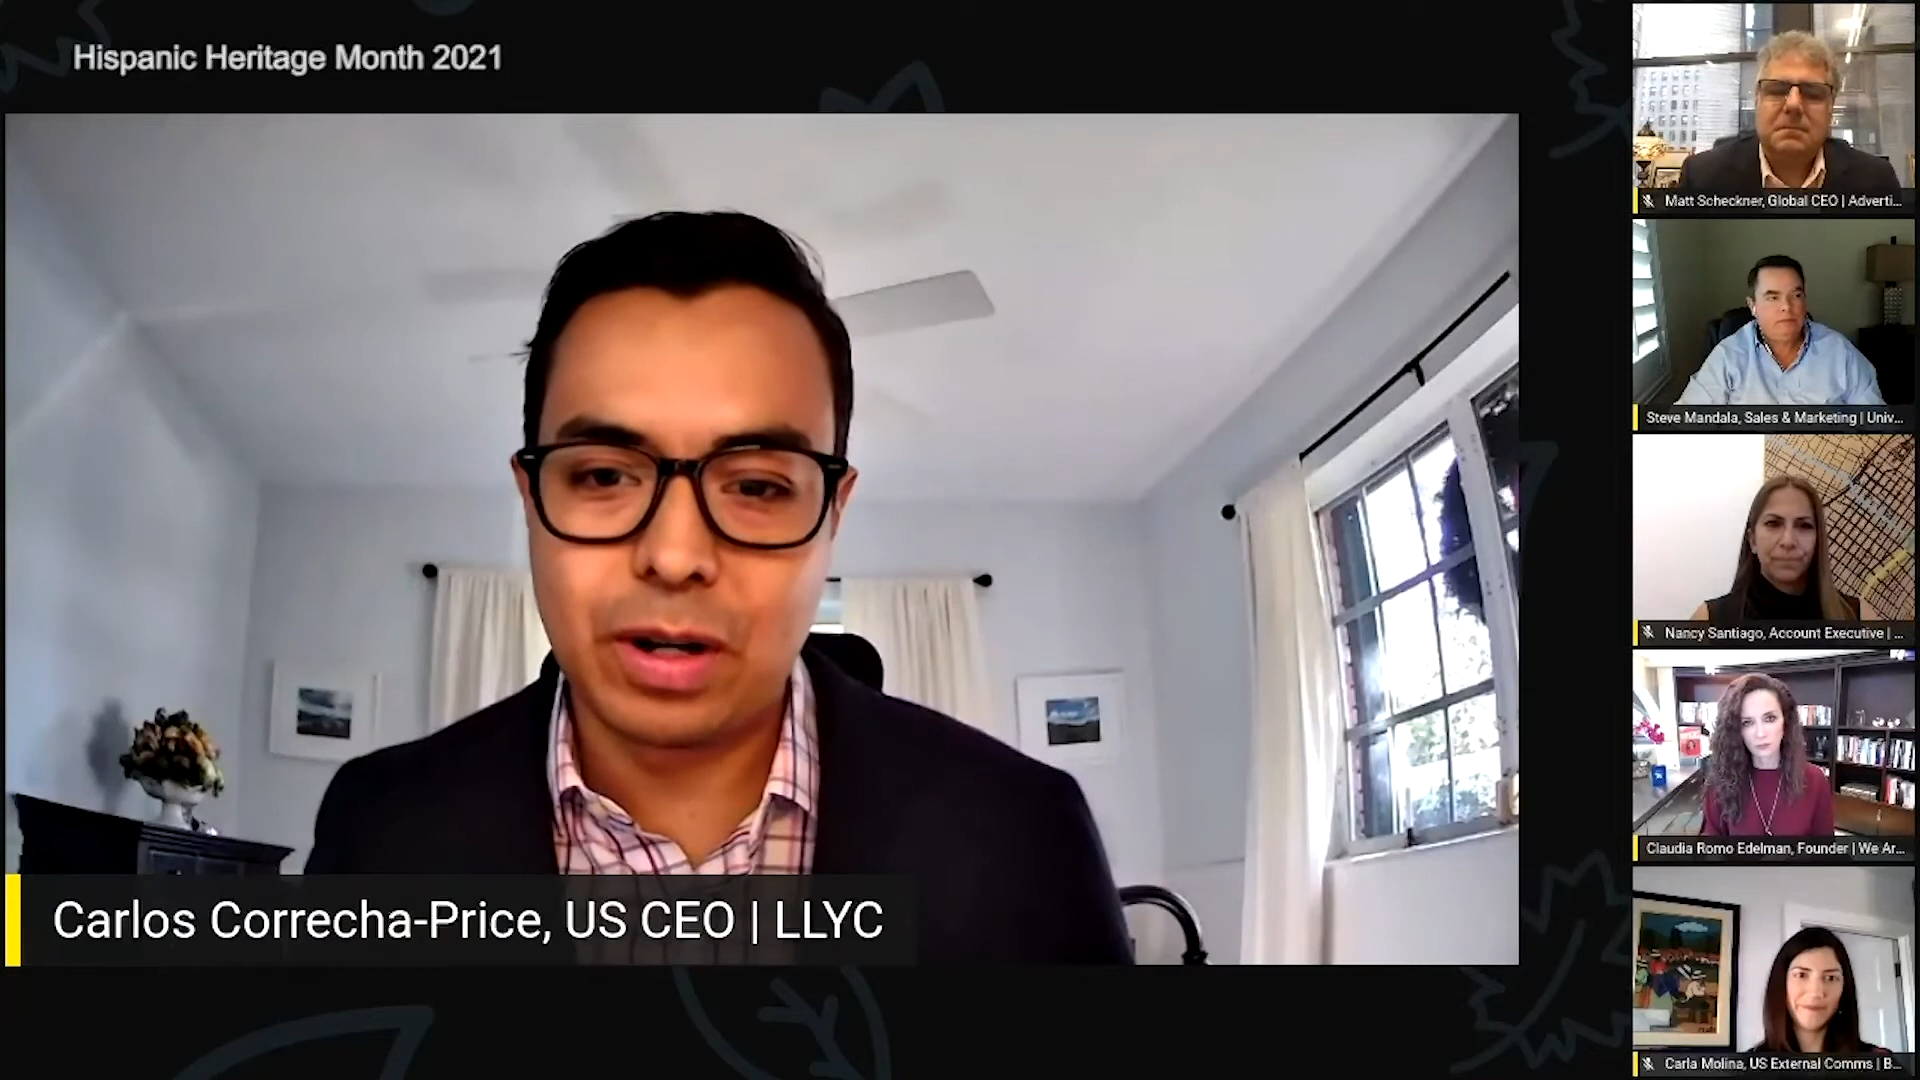 Hispanic Heritage Month 2021
Carlos Correcha-Price, US CEO | LLYC
Matt Scheckner, Global CEO | Adverti...
Steve Mandala, Sales & Marketing | Univ...
Nancy Santiago, Account Executive | ...
Claudia Romo Edelman, Founder | We Ar...
Carla Molina, US External Comms | B...